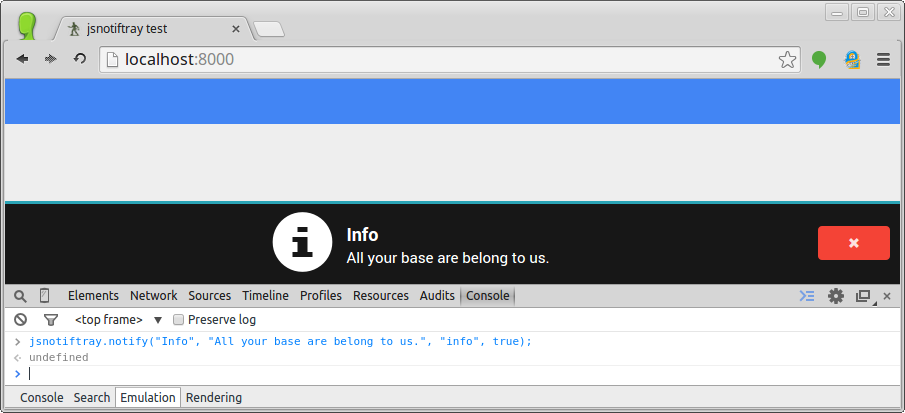 jsnotiftray test
localhost:8000
Info
All your base are belong to us.
Elements Network Sources Timeline Profiles Resources Audits Console
<top frame> Preserve log
jsnotiftray.notify("Info", "All your base are belong to us.", "info", true);
undefined
Console Search Emulation Rendering